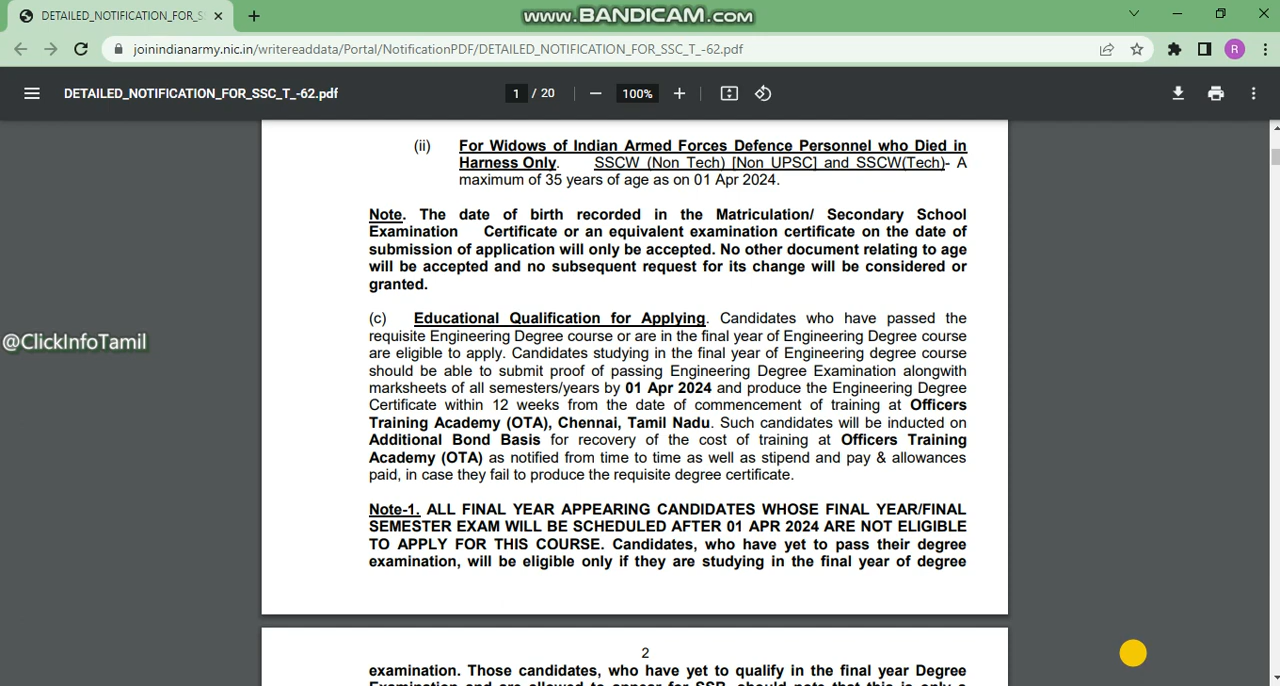 DETAILED_NOTIFICATION_FOR_S
www.BANDICAM.com
joinindianarmy.nic.in/writereaddata/Portal/NotificationPDF/DETAILED_NOTIFICATION_FOR_SSC_T_-62.pdf
R
DETAILED_NOTIFICATION_FOR_SSC_T_-62.pdf
1 / 20
100%
(ii) For Widows of Indian Armed Forces Defence Personnel who Died in
Harness Only. SSCW (Non Tech) [Non UPSC] and SSCW(Tech)- A
maximum of 35 years of age as on 01 Apr 2024.
Note. The date of birth recorded in the Matriculation/ Secondary School
Examination Certificate or an equivalent examination certificate on the date of
submission of application will only be accepted. No other document relating to age
will be accepted and no subsequent request for its change will be considered or
granted.
(c) Educational Qualification for Applying. Candidates who have passed the
requisite Engineering Degree course or are in the final year of Engineering Degree course
are eligible to apply. Candidates studying in the final year of Engineering degree course
should be able to submit proof of passing Engineering Degree Examination alongwith
marksheets of all semesters/years by 01 Apr 2024 and produce the Engineering Degree
Certificate within 12 weeks from the date of commencement of training at Officers
Training Academy (OTA), Chennai, Tamil Nadu. Such candidates will be inducted on
Additional Bond Basis for recovery of the cost of training at Officers Training
Academy (OTA) as notified from time to time as well as stipend and pay & allowances
paid, in case they fail to produce the requisite degree certificate.
Note-1. ALL FINAL YEAR APPEARING CANDIDATES WHOSE FINAL YEAR/FINAL
SEMESTER EXAM WILL BE SCHEDULED AFTER 01 APR 2024 ARE NOT ELIGIBLE
TO APPLY FOR THIS COURSE. Candidates, who have yet to pass their degree
examination, will be eligible only if they are studying in the final year of degree
@ClickInfoTamil
2
examination. Those candidates, who have yet to qualify in the final year Degree
Examination and are allowed to appear for SSB, should note that this is only a